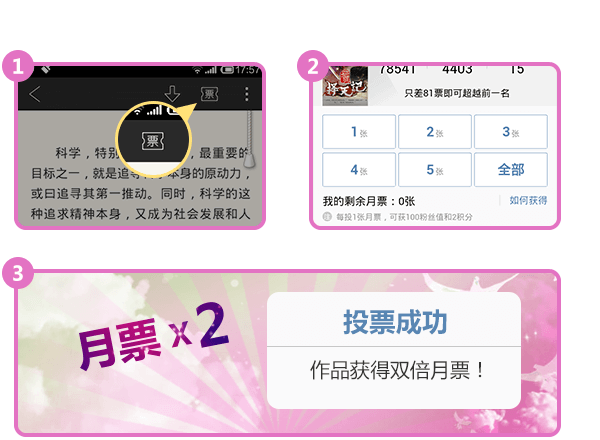 1
17:57
票
票
科学，特别
，最重要的
目标之一，就是追
本身的原动力，
或曰追寻其第一推动。同时，科学的这
种追求精神本身，又成为社会发展和人
2
78541 4403 15
择天记
只差81票即可超越前一名
1张 2张 3张
4张 5张 全部
我的剩余月票：0张 如何获得
注 每投1张月票，可获100粉丝值和2积分
3
月票x2
投票成功
作品获得双倍月票！